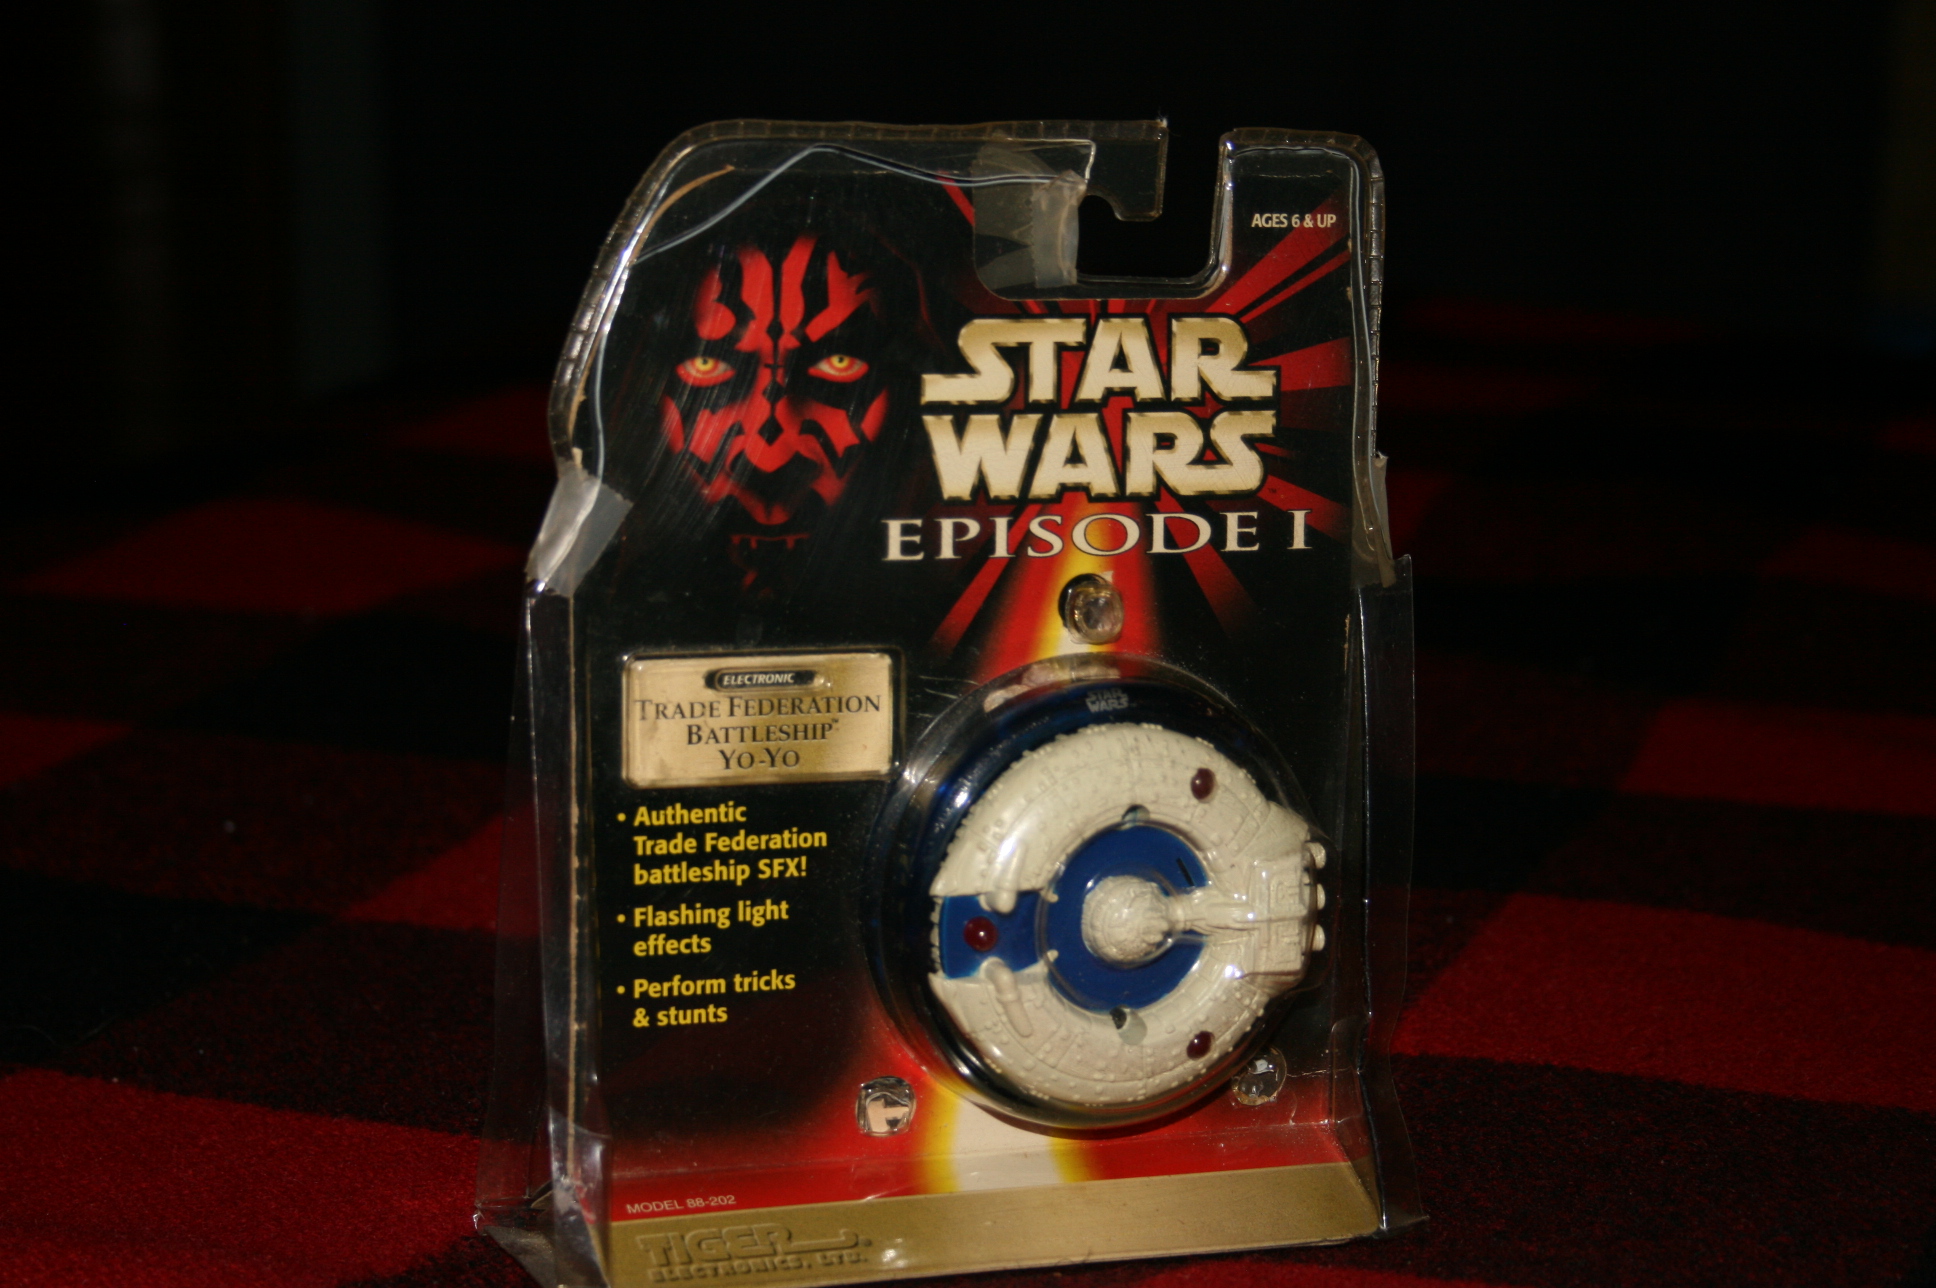 AGES 6 & UP
STAR
WARS
EPISODE I
ELECTRONIC
TRADE FEDERATION
BATTLESHIP™
YO-YO
• Authentic
Trade Federation
battleship SFX!
• Flashing light
effects
• Perform tricks
& stunts
STAR
WARS
MODEL 88-202
TIGER®
ELECTRONICS, LTD.